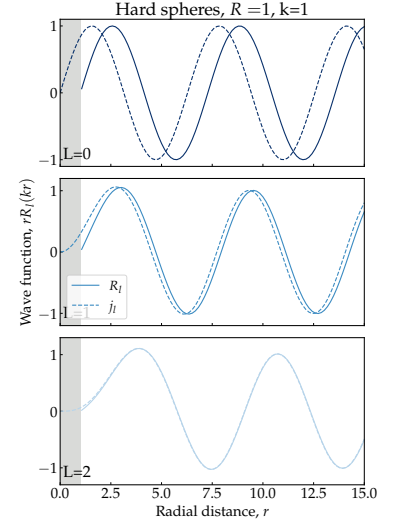 Hard spheres, R =1, k=1
1
0
−1
L=0
1
0
−1
R_l
j_l
L=1
1
0
−1
L=2
0.0 2.5 5.0 7.5 10.0 12.5 15.0
Radial distance, r
Wave function, rR_l(kr)